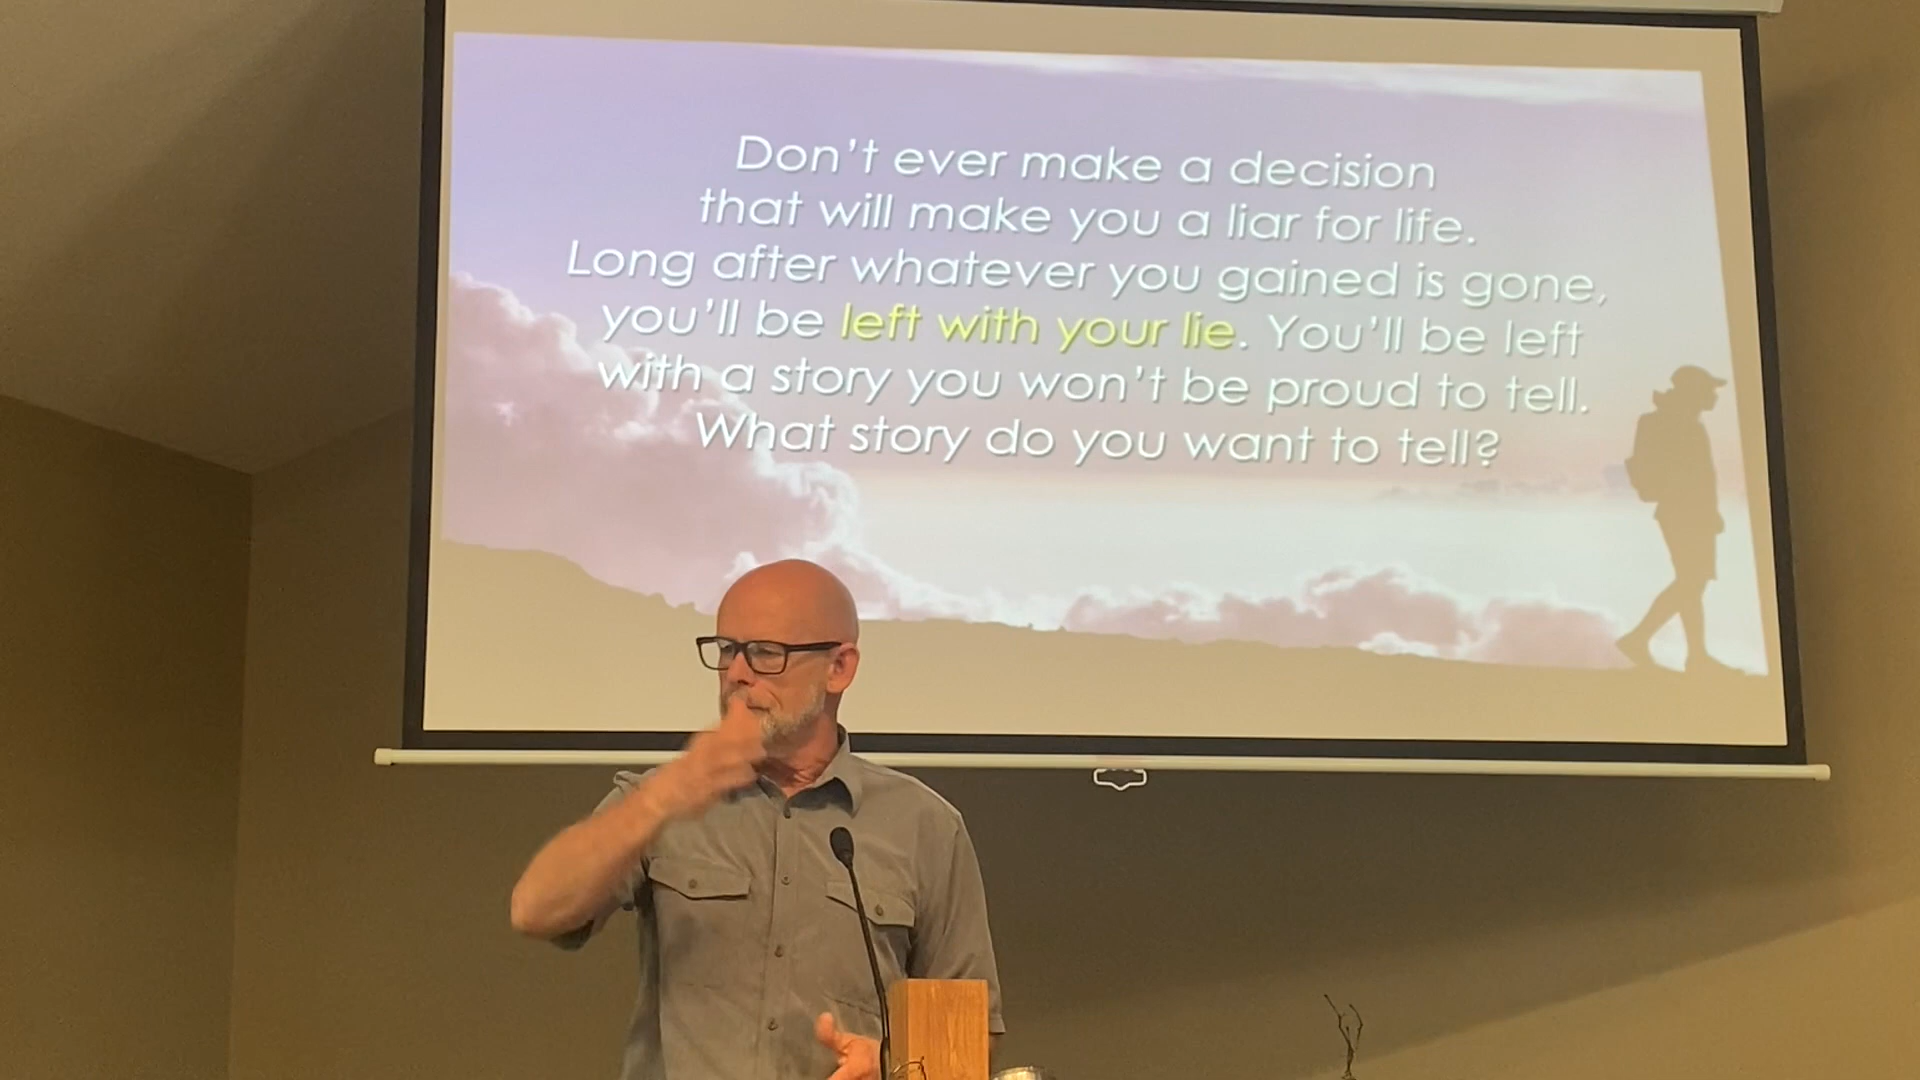 Don't ever make a decision
that will make you a liar for life.
Long after whatever you gained is gone,
you'll be left with your lie. You'll be left
with a story you won't be proud to tell.
What story do you want to tell?